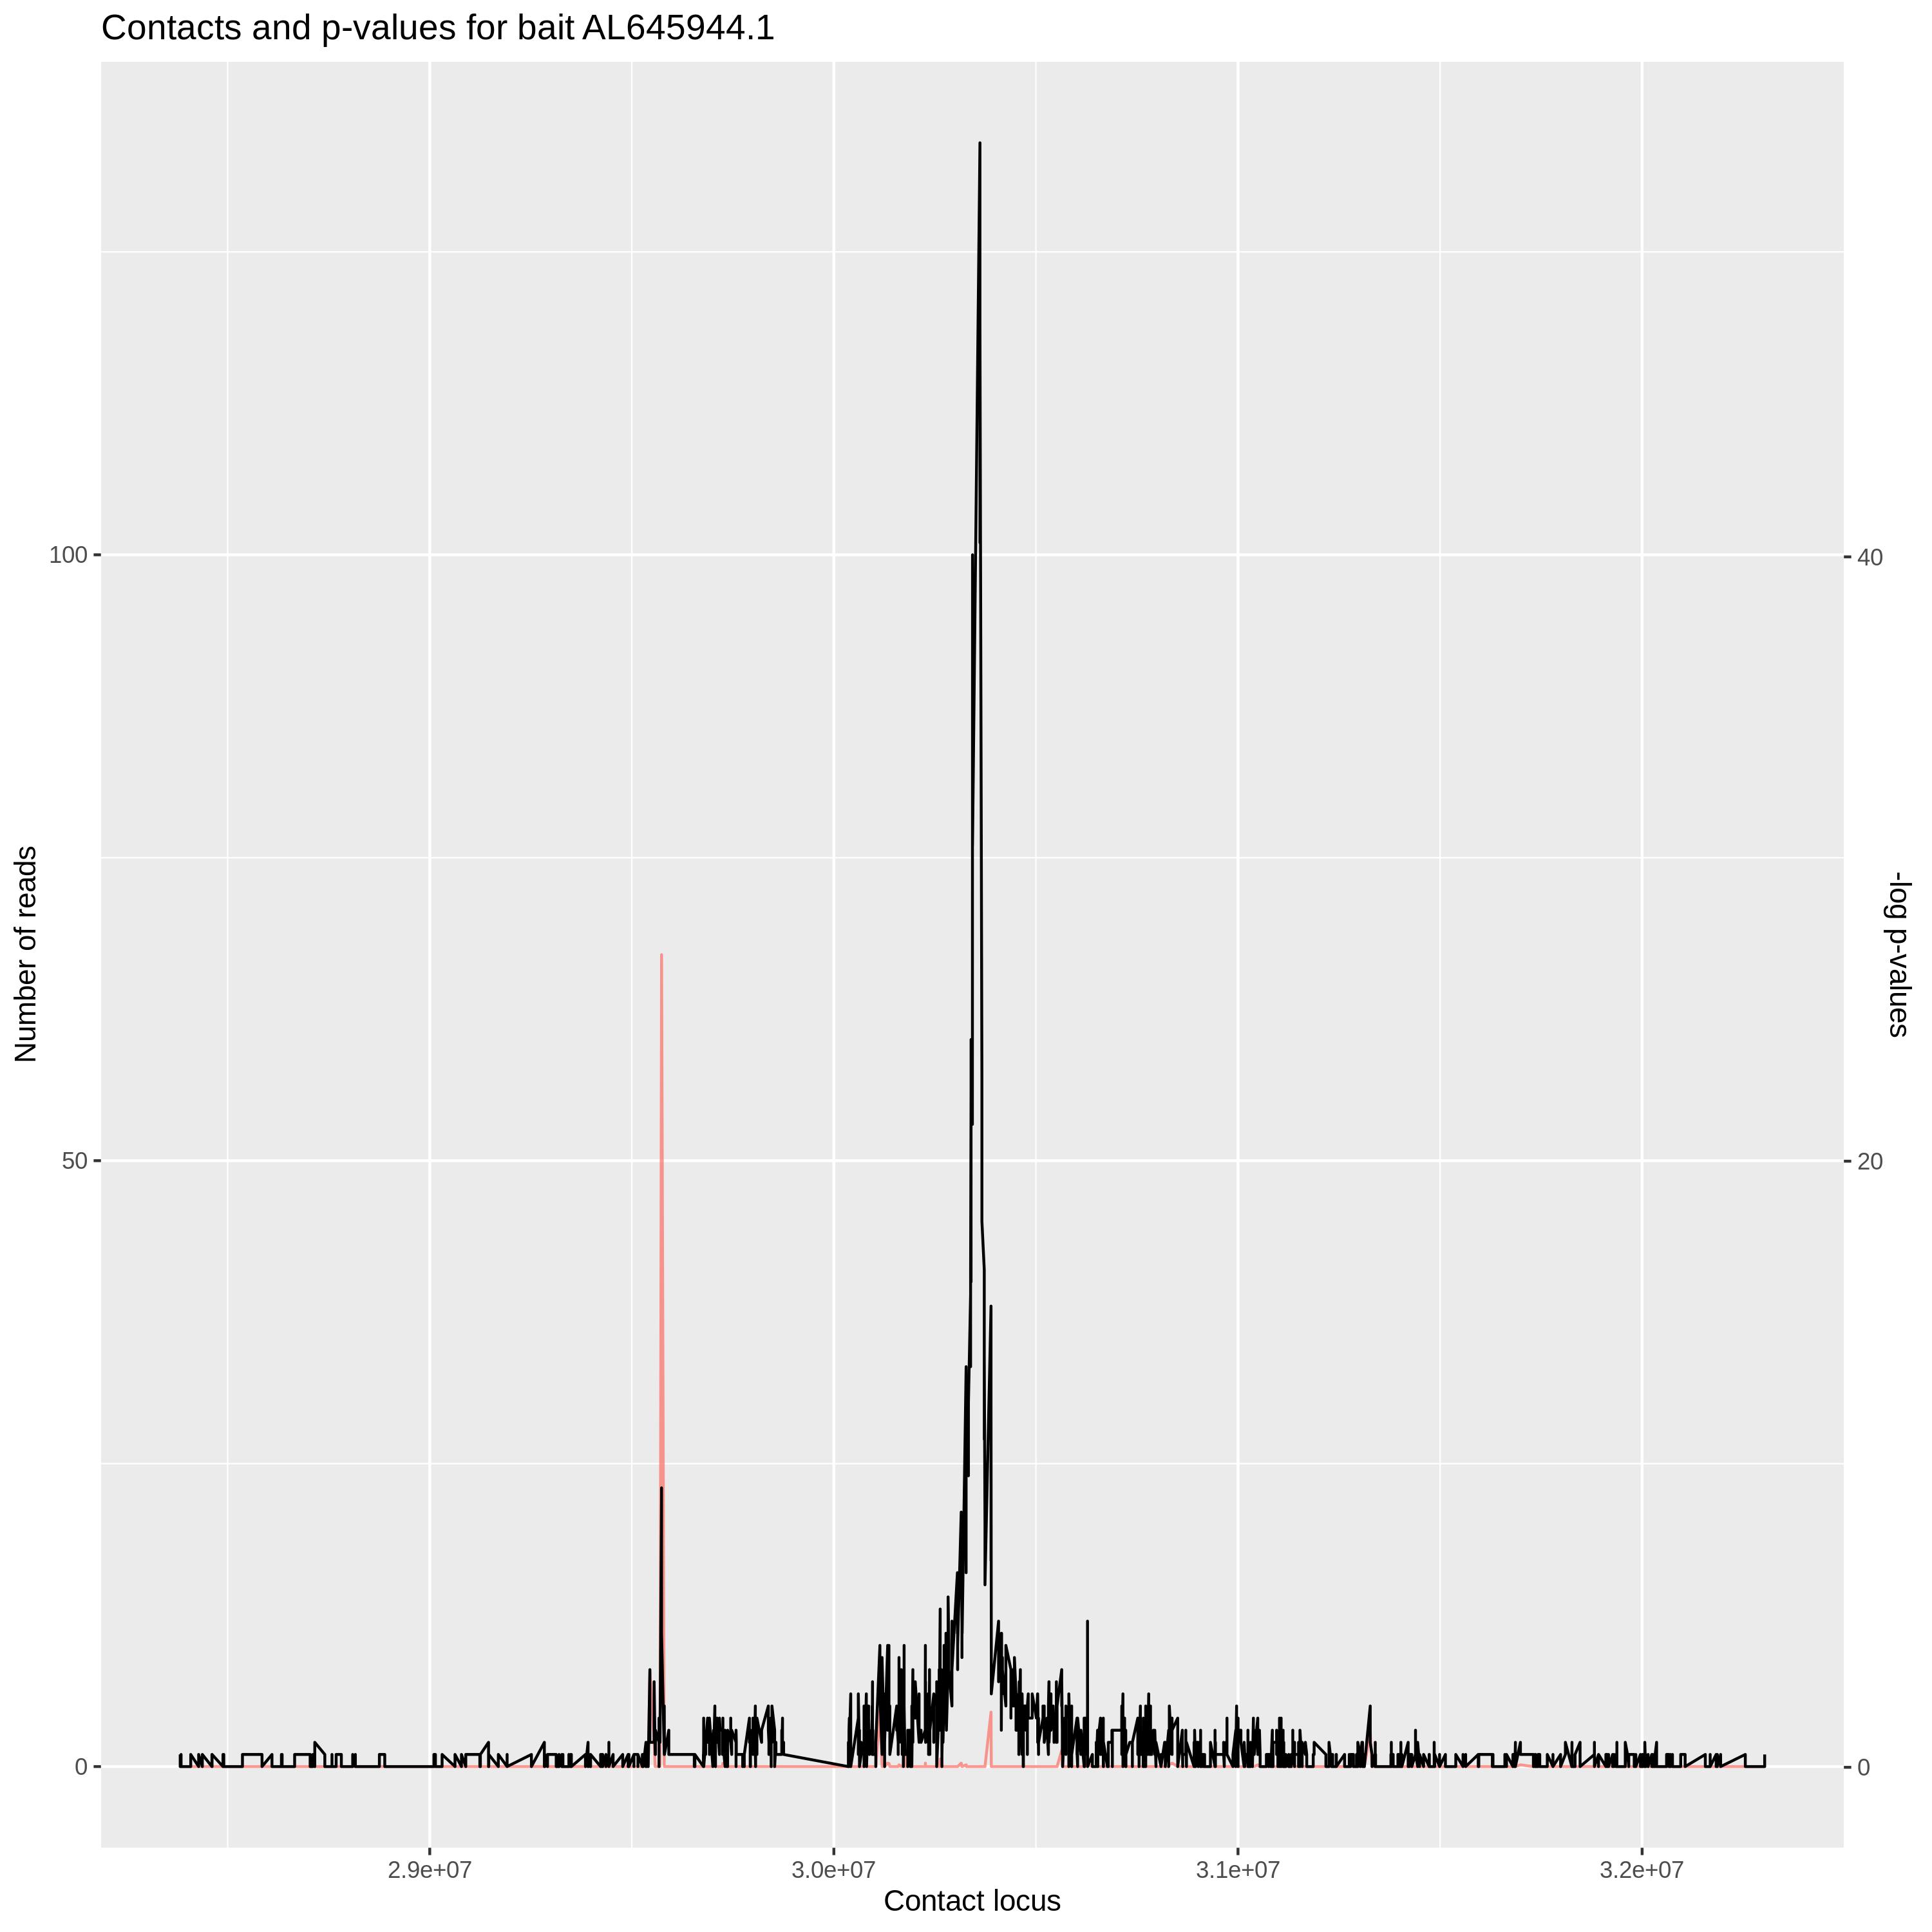 Contacts and p-values for bait AL645944.1
100
50
0
40
20
0
Number of reads
-log p-values
2.9e+07
3.0e+07
3.1e+07
3.2e+07
Contact locus